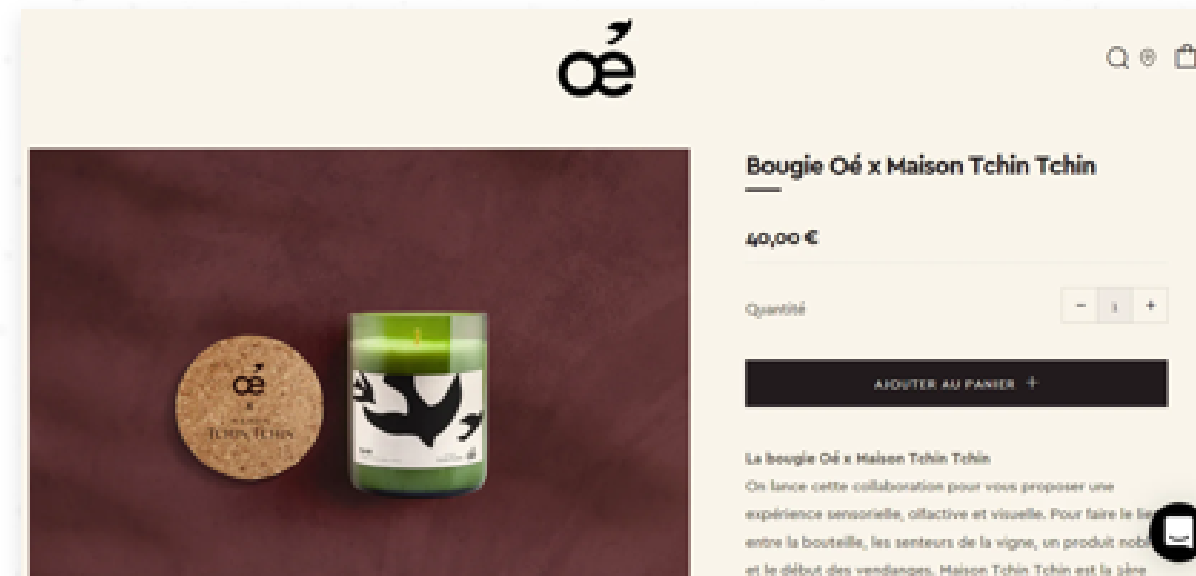 oé
Bougie Oé x Maison Tchin Tchin
40,00 €
Quantité
− 1 +
AJOUTER AU PANIER +
oé
x
MAISON
TCHIN TCHIN
La bougie Oé x Maison Tchin Tchin
On lance cette collaboration pour vous proposer une
expérience sensorielle, olfactive et visuelle. Pour faire le
entre la bouteille, les senteurs de la vigne, un produit
et le début des vendanges. Maison Tchin Tchin est la 1ère